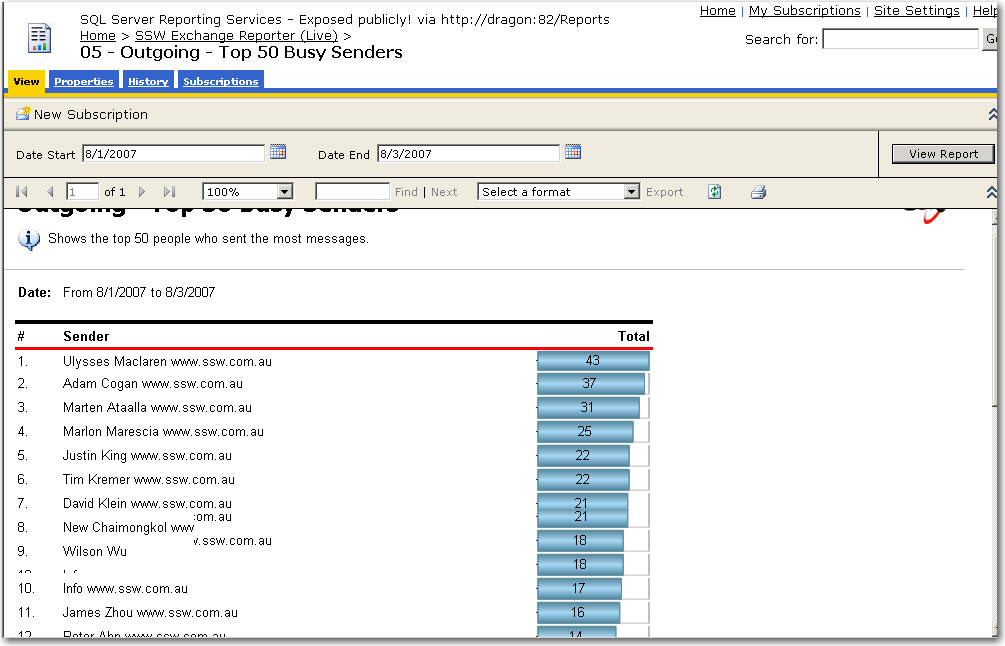 SQL Server Reporting Services - Exposed publicly! via http://dragon:82/Reports
Home | My Subscriptions | Site Settings | Help
Home > SSW Exchange Reporter (Live) >
05 - Outgoing - Top 50 Busy Senders
Search for:
View Properties History Subscriptions
New Subscription
Date Start 8/1/2007 Date End 8/3/2007 View Report
1 of 1 100% Find | Next Select a format Export
Outgoing - Top 50 Busy Senders
Shows the top 50 people who sent the most messages.
Date: From 8/1/2007 to 8/3/2007
# Sender Total
1. Ulysses Maclaren www.ssw.com.au 43
2. Adam Cogan www.ssw.com.au 37
3. Marten Ataalla www.ssw.com.au 31
4. Marlon Marescia www.ssw.com.au 25
5. Justin King www.ssw.com.au 22
6. Tim Kremer www.ssw.com.au 22
7. David Klein www.ssw.com.au 21
om.au 21
8. New Chaimongkol www
.ssw.com.au 18
9. Wilson Wu
18
10. Info www.ssw.com.au 17
11. James Zhou www.ssw.com.au 16
12. Peter Ahn www.ssw.com.au 14